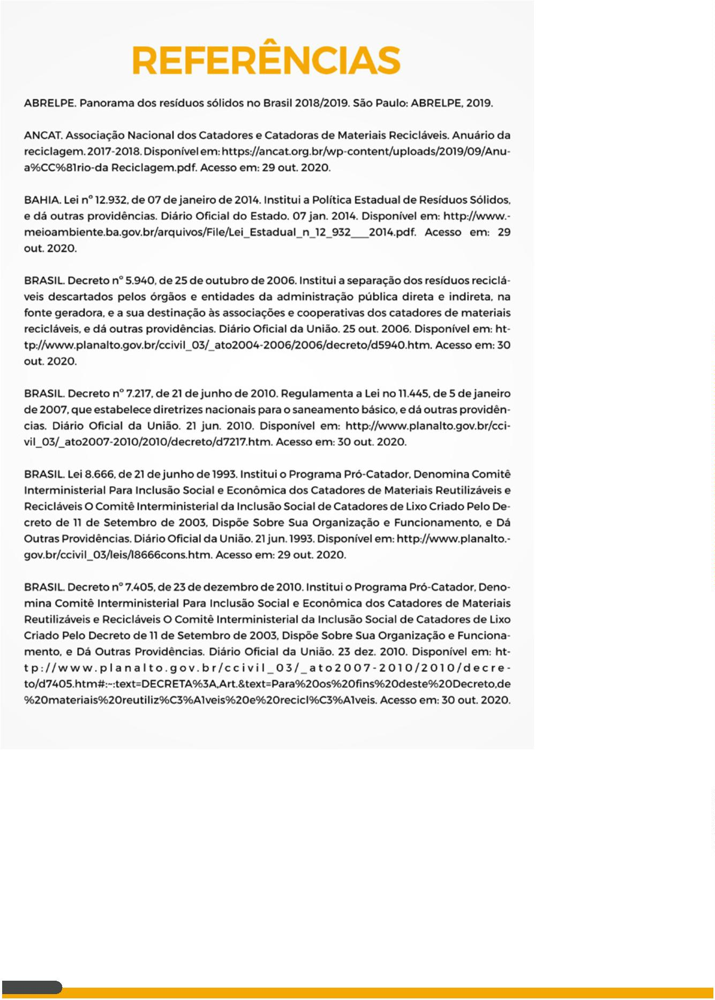 REFERÊNCIAS
ABRELPE. Panorama dos resíduos sólidos no Brasil 2018/2019. São Paulo: ABRELPE, 2019.
ANCAT. Associação Nacional dos Catadores e Catadoras de Materiais Recicláveis. Anuário da
reciclagem. 2017-2018. Disponível em: https://ancat.org.br/wp-content/uploads/2019/09/Anu-
a%CC%81rio-da Reciclagem.pdf. Acesso em: 29 out. 2020.
BAHIA. Lei nº 12.932, de 07 de janeiro de 2014. Institui a Política Estadual de Resíduos Sólidos,
e dá outras providências. Diário Oficial do Estado. 07 jan. 2014. Disponível em: http://www.-
meioambiente.ba.gov.br/arquivos/File/Lei_Estadual_n_12_932___2014.pdf. Acesso em: 29
out. 2020.
BRASIL. Decreto nº 5.940, de 25 de outubro de 2006. Institui a separação dos resíduos reciclá-
veis descartados pelos órgãos e entidades da administração pública direta e indireta, na
fonte geradora, e a sua destinação às associações e cooperativas dos catadores de materiais
recicláveis, e dá outras providências. Diário Oficial da União. 25 out. 2006. Disponível em: ht-
tp://www.planalto.gov.br/ccivil_03/_ato2004-2006/2006/decreto/d5940.htm. Acesso em: 30
out. 2020.
BRASIL. Decreto nº 7.217, de 21 de junho de 2010. Regulamenta a Lei no 11.445, de 5 de janeiro
de 2007, que estabelece diretrizes nacionais para o saneamento básico, e dá outras providên-
cias. Diário Oficial da União. 21 jun. 2010. Disponível em: http://www.planalto.gov.br/cci-
vil_03/_ato2007-2010/2010/decreto/d7217.htm. Acesso em: 30 out. 2020.
BRASIL. Lei 8.666, de 21 de junho de 1993. Institui o Programa Pró-Catador, Denomina Comitê
Interministerial Para Inclusão Social e Econômica dos Catadores de Materiais Reutilizáveis e
Recicláveis O Comitê Interministerial da Inclusão Social de Catadores de Lixo Criado Pelo De-
creto de 11 de Setembro de 2003, Dispõe Sobre Sua Organização e Funcionamento, e Dá
Outras Providências. Diário Oficial da União. 21 jun. 1993. Disponível em: http://www.planalto.-
gov.br/ccivil_03/leis/l8666cons.htm. Acesso em: 29 out. 2020.
BRASIL. Decreto nº 7.405, de 23 de dezembro de 2010. Institui o Programa Pró-Catador, Deno-
mina Comitê Interministerial Para Inclusão Social e Econômica dos Catadores de Materiais
Reutilizáveis e Recicláveis O Comitê Interministerial da Inclusão Social de Catadores de Lixo
Criado Pelo Decreto de 11 de Setembro de 2003, Dispõe Sobre Sua Organização e Funciona-
mento, e Dá Outras Providências. Diário Oficial da União. 23 dez. 2010. Disponível em: ht-
tp://www.planalto.gov.br/ccivil_03/_ato2007-2010/2010/decre-
to/d7405.htm#:~:text=DECRETA%3A,Art.&text=Para%20os%20fins%20deste%20Decreto,de
%20materiais%20reutiliz%C3%A1veis%20e%20recicl%C3%A1veis. Acesso em: 30 out. 2020.